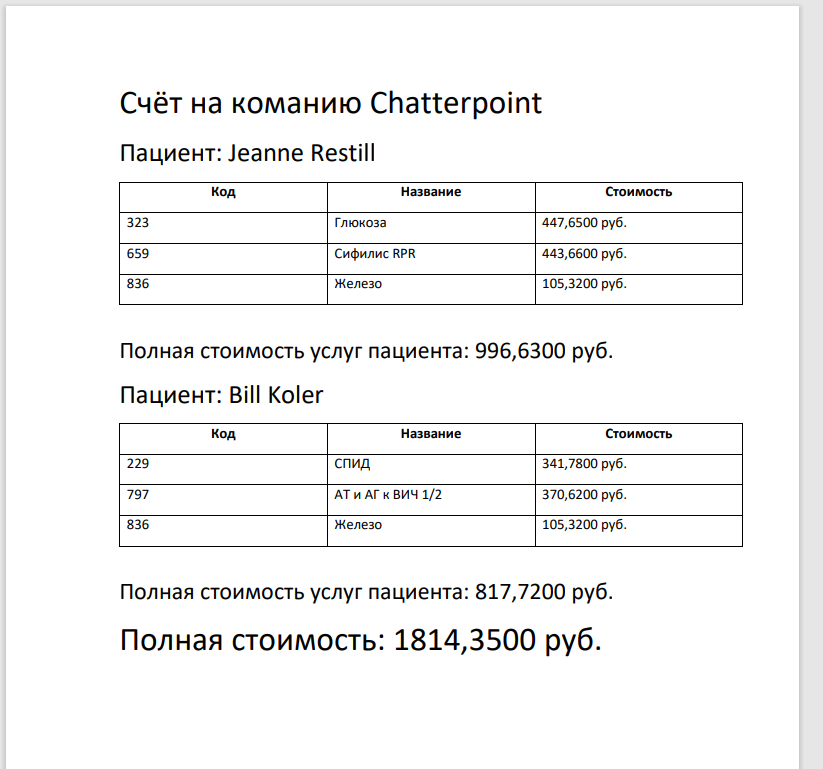 Счёт на команию Chatterpoint
Пациент: Jeanne Restill
Код Название Стоимость
323 Глюкоза 447,6500 руб.
659 Сифилис RPR 443,6600 руб.
836 Железо 105,3200 руб.
Полная стоимость услуг пациента: 996,6300 руб.
Пациент: Bill Koler
Код Название Стоимость
229 СПИД 341,7800 руб.
797 АТ и АГ к ВИЧ 1/2 370,6200 руб.
836 Железо 105,3200 руб.
Полная стоимость услуг пациента: 817,7200 руб.
Полная стоимость: 1814,3500 руб.